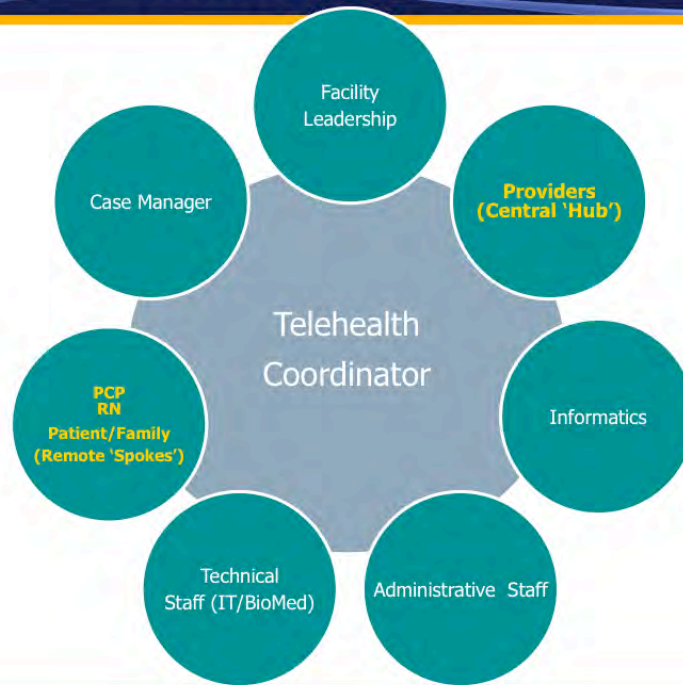 Facility
Leadership
Providers
(Central ‘Hub’)
Case Manager
Telehealth
Coordinator
Informatics
PCP
RN
Patient/Family
(Remote ‘Spokes’)
Technical
Staff (IT/BioMed)
Administrative Staff